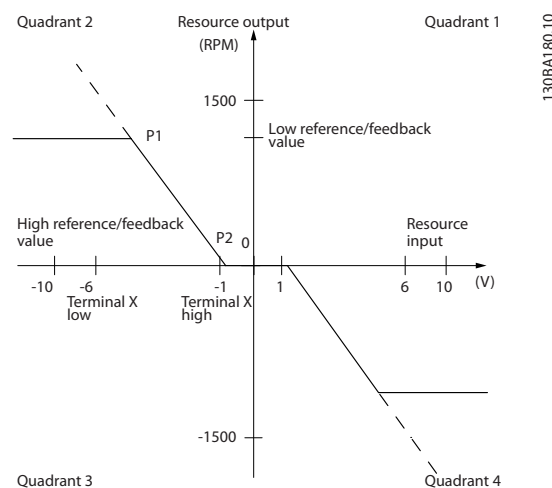 Quadrant 2
Resource output
(RPM)
Quadrant 1
130BA180.10
1500
P1
Low reference/feedback
value
High reference/feedback
value
P2
0
Resource
input
-10
-6
-1
1
6
10
(V)
Terminal X
low
Terminal X
high
-1500
Quadrant 3
Quadrant 4